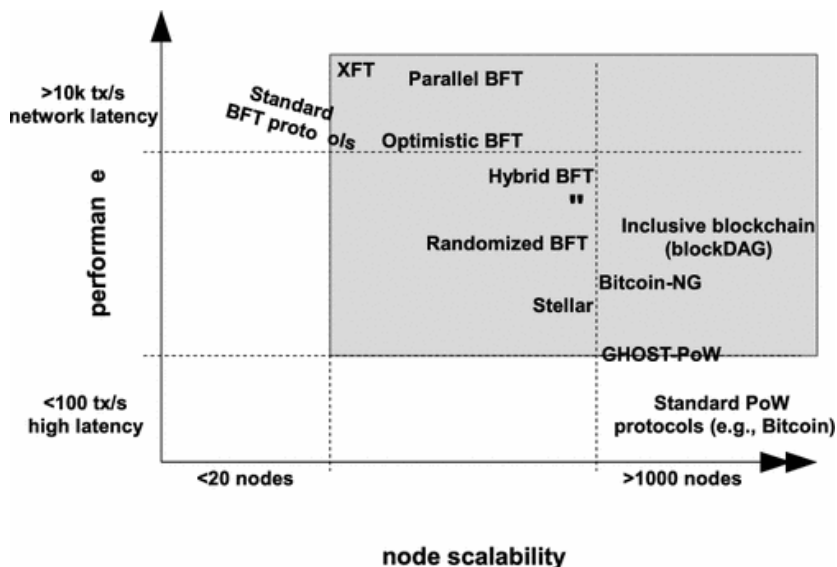 >10k tx/s
network latency
XFT
Parallel BFT
Standard
BFT proto ols
Optimistic BFT
Hybrid BFT
"
performan e
Randomized BFT
Inclusive blockchain
(blockDAG)
Bitcoin-NG
Stellar
GHOST-PoW
<100 tx/s
high latency
Standard PoW
protocols (e.g., Bitcoin)
<20 nodes
>1000 nodes
node scalability